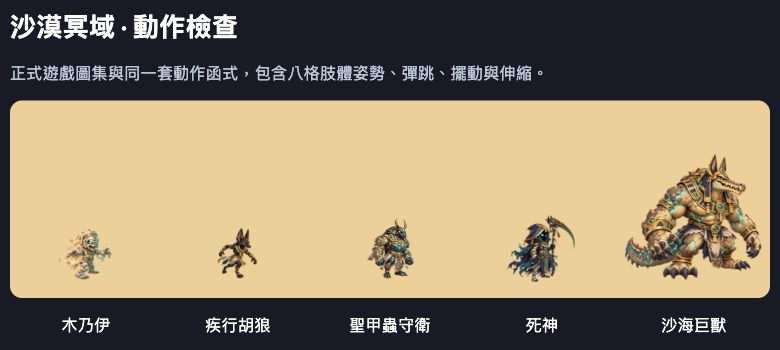 沙漠冥域 · 動作檢查
正式遊戲圖集與同一套動作函式，包含八格肢體姿勢、彈跳、擺動與伸縮。
木乃伊
疾行胡狼
聖甲蟲守衛
死神
沙海巨獸